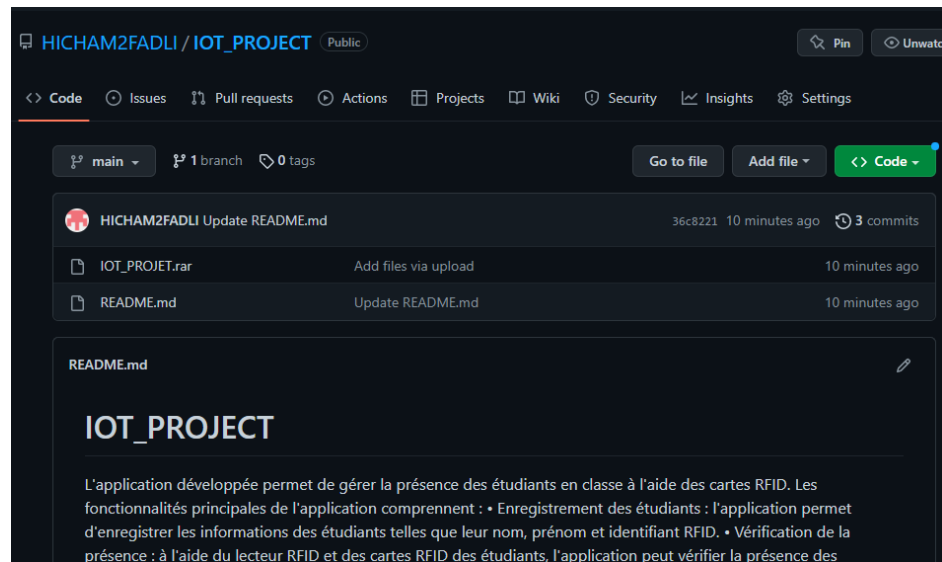 HICHAM2FADLI / IOT_PROJECT Public Pin Unwatc
<> Code Issues Pull requests Actions Projects Wiki Security Insights Settings
main 1 branch 0 tags Go to file Add file <> Code
HICHAM2FADLI Update README.md 36c8221 10 minutes ago 3 commits
IOT_PROJET.rar Add files via upload 10 minutes ago
README.md Update README.md 10 minutes ago
README.md
IOT_PROJECT
L'application développée permet de gérer la présence des étudiants en classe à l'aide des cartes RFID. Les
fonctionnalités principales de l'application comprennent : • Enregistrement des étudiants : l'application permet
d'enregistrer les informations des étudiants telles que leur nom, prénom et identifiant RFID. • Vérification de la
présence : à l'aide du lecteur RFID et des cartes RFID des étudiants, l'application peut vérifier la présence des